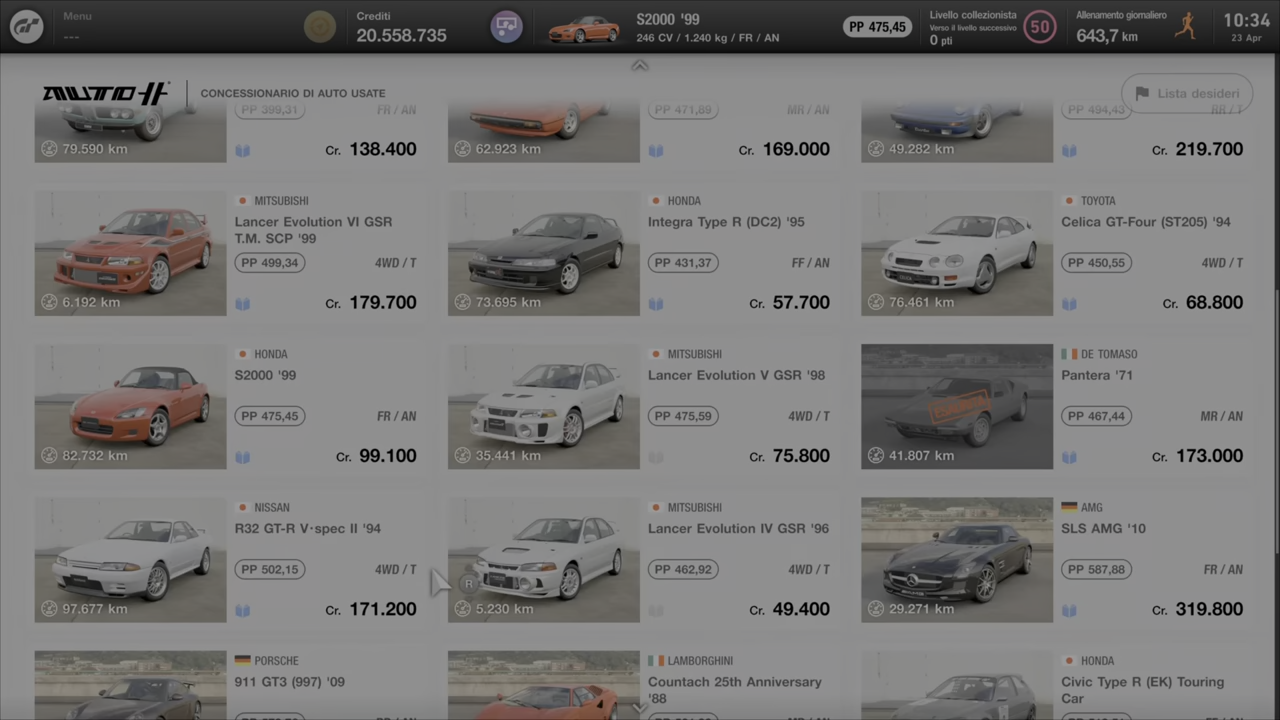 Menu
---
Crediti
20.558.735
S2000 '99
246 CV / 1.240 kg / FR / AN
PP 475,45
Livello collezionista
Verso il livello successivo
0 pti
50
Allenamento giornaliero
643,7 km
10:34
23 Apr
AUTO
CONCESSIONARIO DI AUTO USATE
Lista desideri
PP 399,31 FR / AN
79.590 km
Cr. 138.400
PP 471,89 MR / AN
62.923 km
Cr. 169.000
PP 494,43 RR / T
49.282 km
Cr. 219.700
MITSUBISHI
Lancer Evolution VI GSR
T.M. SCP '99
PP 499,34 4WD / T
6.192 km
Cr. 179.700
HONDA
Integra Type R (DC2) '95
PP 431,37 FF / AN
73.695 km
Cr. 57.700
TOYOTA
Celica GT-Four (ST205) '94
PP 450,55 4WD / T
76.461 km
Cr. 68.800
HONDA
S2000 '99
PP 475,45 FR / AN
82.732 km
Cr. 99.100
MITSUBISHI
Lancer Evolution V GSR '98
PP 475,59 4WD / T
35.441 km
Cr. 75.800
DE TOMASO
Pantera '71
PP 467,44 MR / AN
41.807 km
Cr. 173.000
NISSAN
R32 GT-R V·spec II '94
PP 502,15 4WD / T
97.677 km
Cr. 171.200
R
MITSUBISHI
Lancer Evolution IV GSR '96
PP 462,92 4WD / T
5.230 km
Cr. 49.400
AMG
SLS AMG '10
PP 587,88 FR / AN
29.271 km
Cr. 319.800
PORSCHE
911 GT3 (997) '09
LAMBORGHINI
Countach 25th Anniversary
'88
HONDA
Civic Type R (EK) Touring
Car